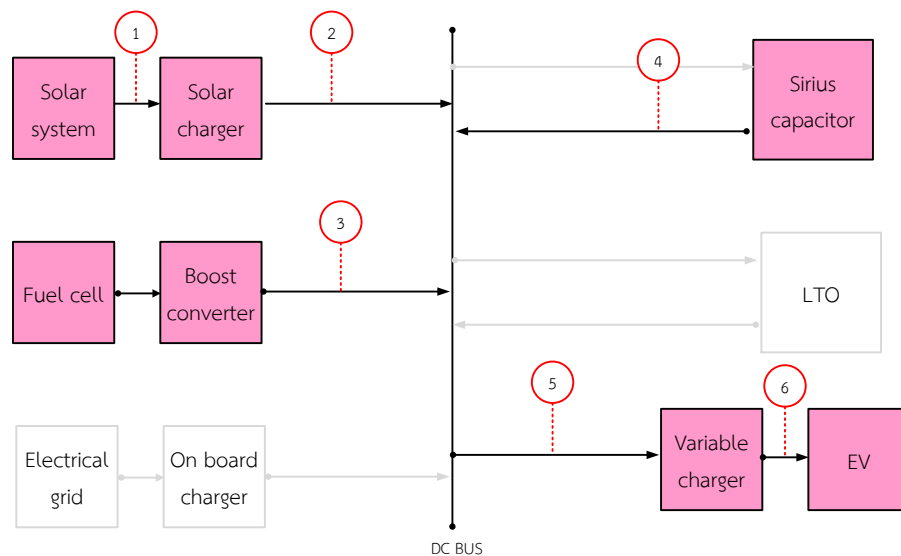 1
2
4
Solar
system
Solar
charger
Sirius
capacitor
3
Fuel cell
Boost
converter
LTO
5
6
Electrical
grid
On board
charger
Variable
charger
EV
DC BUS